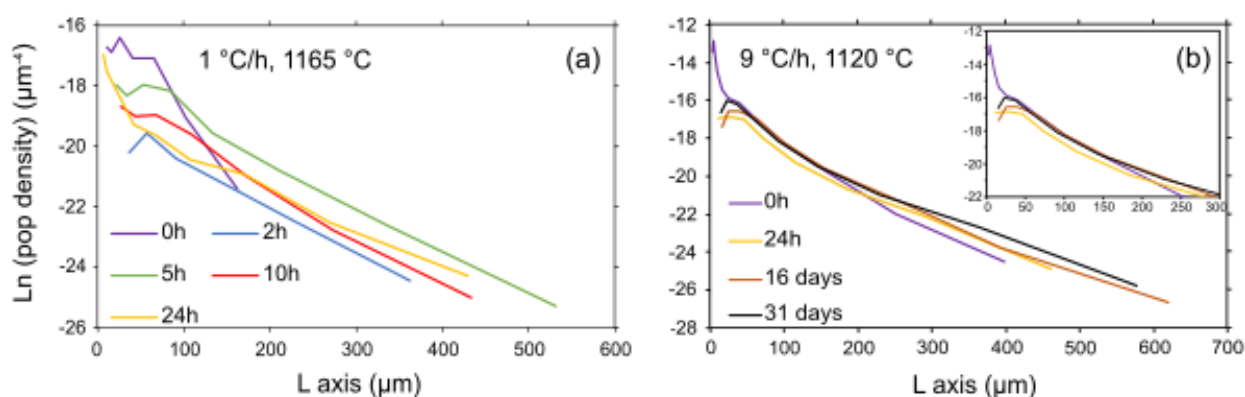 Ln (pop density) (µm⁻⁴)
-16
-18
-20
-22
-24
-26
1 °C/h, 1165 °C
(a)
0h
2h
5h
10h
24h
0
100
200
300
400
500
600
L axis (µm)
-12
-14
-16
-18
-20
-22
-24
-26
-28
9 °C/h, 1120 °C
(b)
0h
24h
16 days
31 days
0
100
200
300
400
500
600
700
L axis (µm)
-12
-14
-16
-18
-20
-22
0
50
100
150
200
250
300